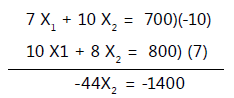 7 X₁ + 10 X₂ = 700)(-10)
10 X1 + 8 X₂ = 800) (7)
-44X₂ = -1400